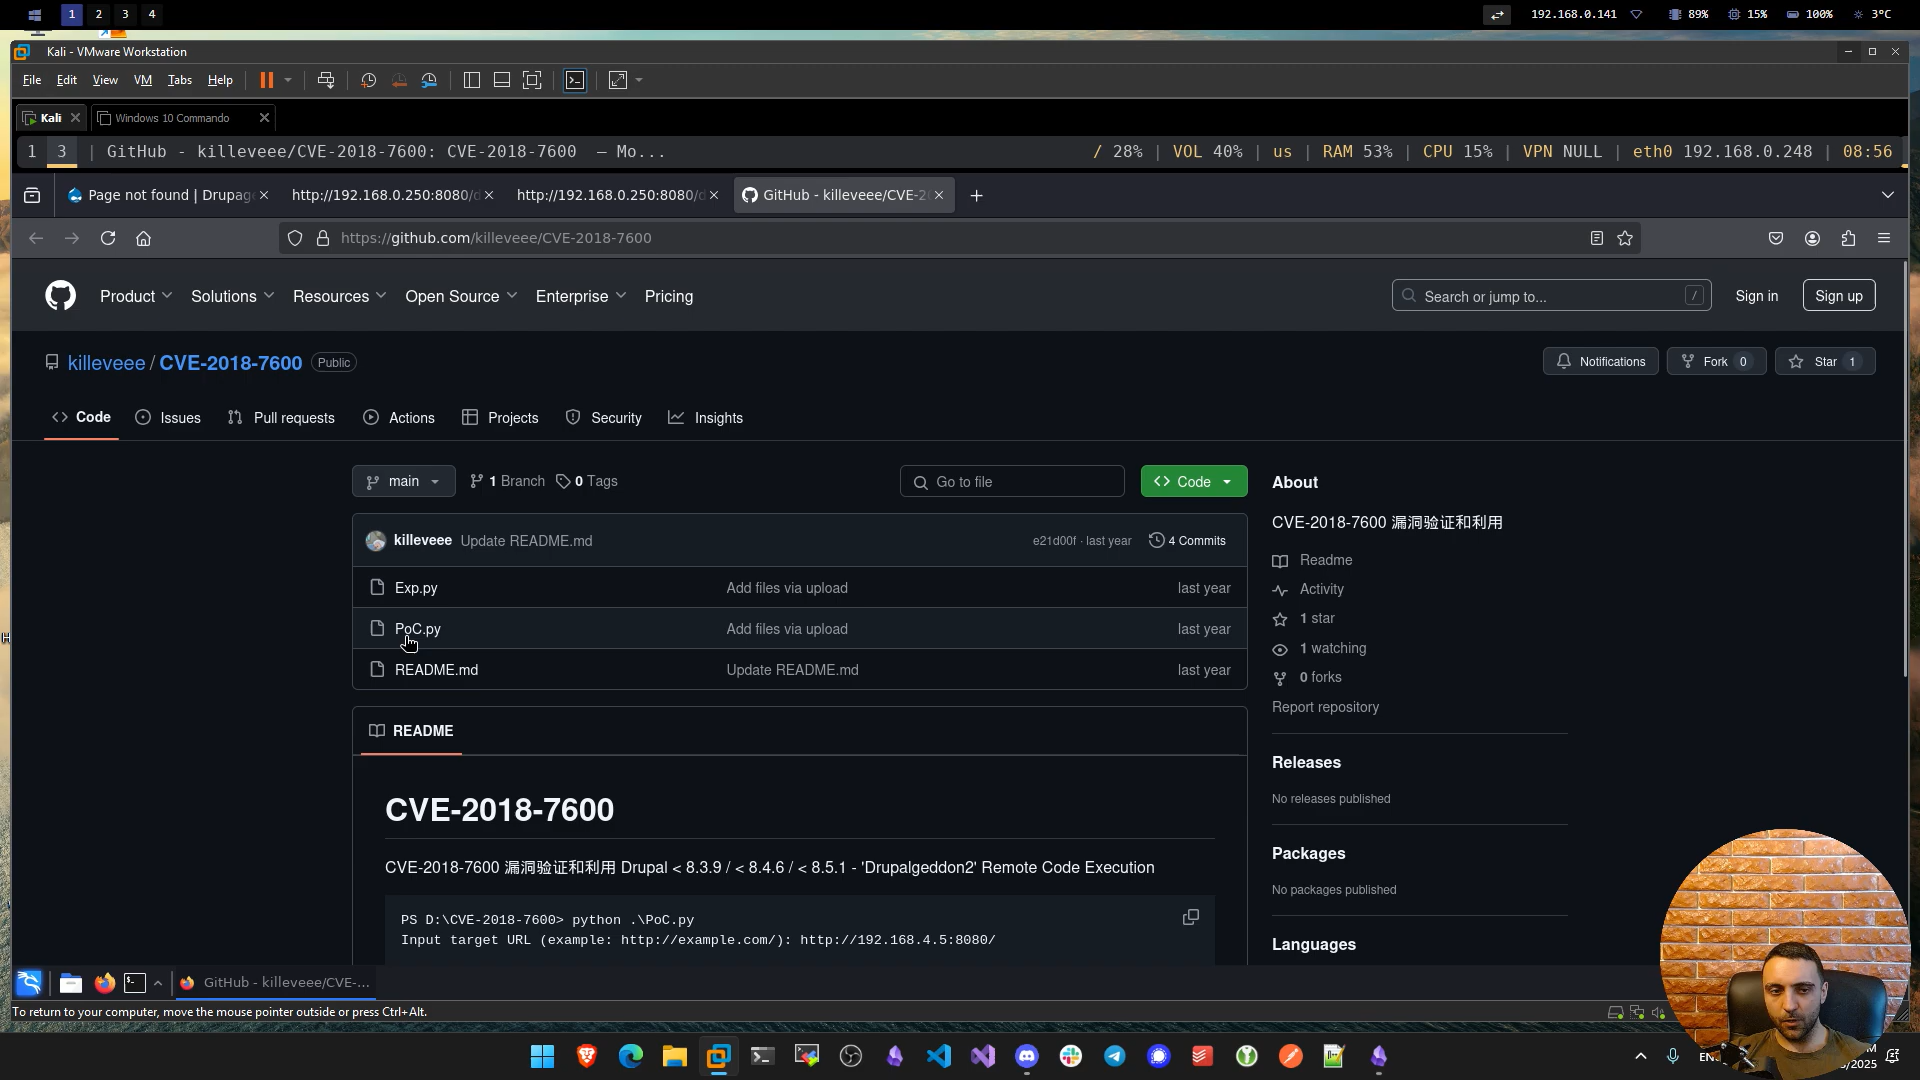 1 2 3 4
192.168.0.141 89% 15% 100% 3°C
Kali - VMware Workstation
File Edit View VM Tabs Help
Kali Windows 10 Commando
1 3 | GitHub - killeveee/CVE-2018-7600: CVE-2018-7600 — Mo...
/ 28% | VOL 40% | us | RAM 53% | CPU 15% | VPN NULL | eth0 192.168.0.248 | 08:56
Page not found | Drupag http://192.168.0.250:8080/d http://192.168.0.250:8080/d GitHub - killeveee/CVE-2
https://github.com/killeveee/CVE-2018-7600
Product Solutions Resources Open Source Enterprise Pricing
Search or jump to... / Sign in Sign up
killeveee / CVE-2018-7600 Public
Notifications Fork 0 Star 1
Code Issues Pull requests Actions Projects Security Insights
main 1 Branch 0 Tags Go to file Code
killeveee Update README.md e21d00f · last year 4 Commits
Exp.py Add files via upload last year
PoC.py Add files via upload last year
README.md Update README.md last year
README
CVE-2018-7600
CVE-2018-7600 漏洞验证和利用 Drupal < 8.3.9 / < 8.4.6 / < 8.5.1 - 'Drupalgeddon2' Remote Code Execution
PS D:\CVE-2018-7600> python .\PoC.py
Input target URL (example: http://example.com/): http://192.168.4.5:8080/
About
CVE-2018-7600 漏洞验证和利用
Readme
Activity
1 star
1 watching
0 forks
Report repository
Releases
No releases published
Packages
No packages published
Languages
GitHub - killeveee/CVE-...
To return to your computer, move the mouse pointer outside or press Ctrl+Alt.
/2025